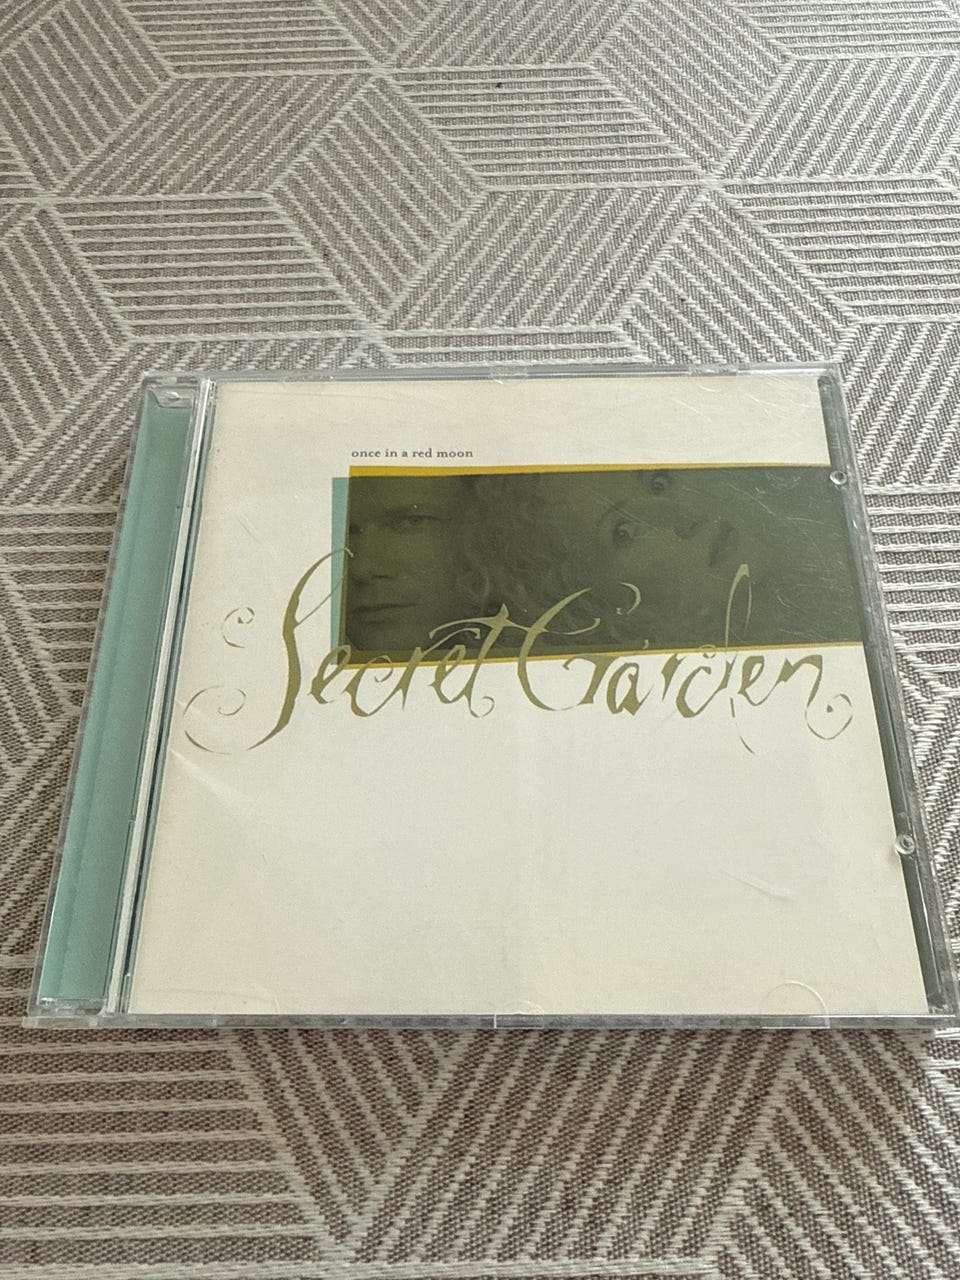 once in a red moon
Secret Garden